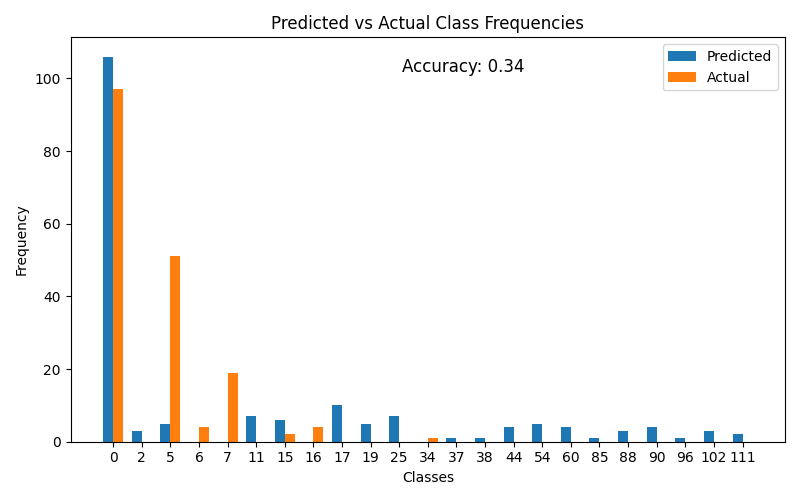 Predicted vs Actual Class Frequencies
Accuracy: 0.34
Predicted
Actual
100
80
60
40
20
0
Frequency
0 2 5 6 7 11 15 16 17 19 25 34 37 38 44 54 60 85 88 90 96 102 111
Classes